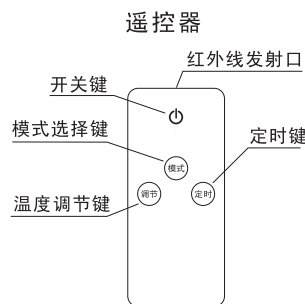 遥控器
红外线发射口
开关键
模式选择键
定时键
模式
调节
定时
温度调节键